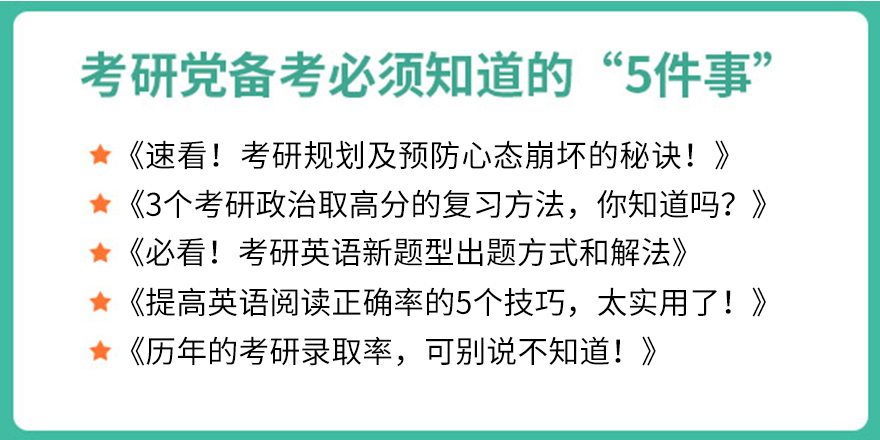 考研党备考必须知道的“5件事”
《速看！考研规划及预防心态崩坏的秘诀！》
《3个考研政治取高分的复习方法，你知道吗？》
《必看！考研英语新题型出题方式和解法》
《提高英语阅读正确率的5个技巧，太实用了！》
《历年的考研录取率，可别说不知道！》